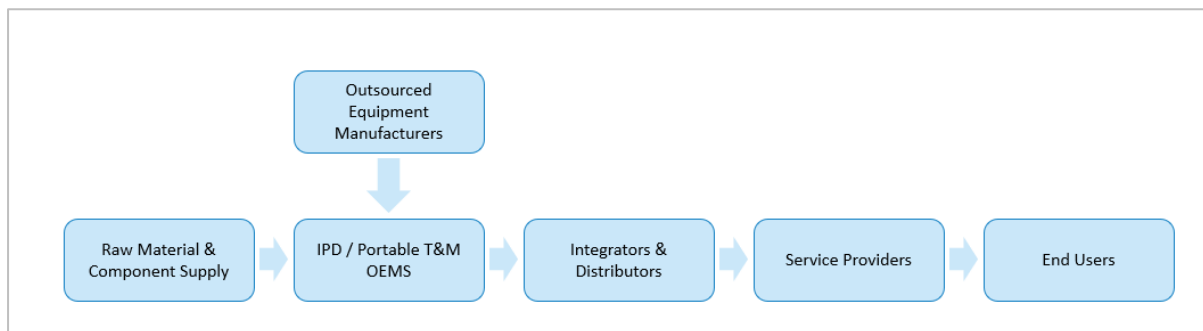 Outsourced
Equipment
Manufacturers
Raw Material &
Component Supply
IPD / Portable T&M
OEMS
Integrators &
Distributors
Service Providers
End Users